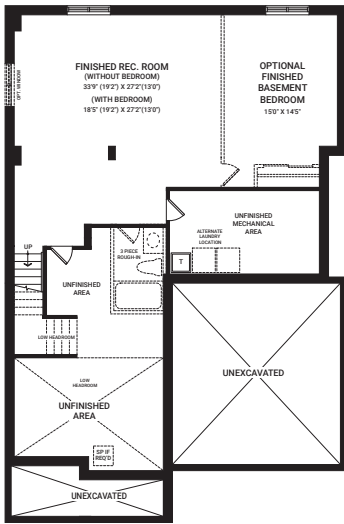 FINISHED REC. ROOM
(WITHOUT BEDROOM)
33'9" (19'2") X 27'2"(13'0")
(WITH BEDROOM)
18'5" (19'2") X 27'2"(13'0")
OPTIONAL
FINISHED
BASEMENT
BEDROOM
15'0" X 14'5"
OPT. WINDOW
UNFINISHED
MECHANICAL
AREA
ALTERNATE
LAUNDRY
LOCATION
T
3 PIECE
ROUGH-IN
UP
UNFINISHED
AREA
LOW HEADROOM
LOW
HEADROOM
UNFINISHED
AREA
SP IF
REQ'D
UNEXCAVATED
UNEXCAVATED